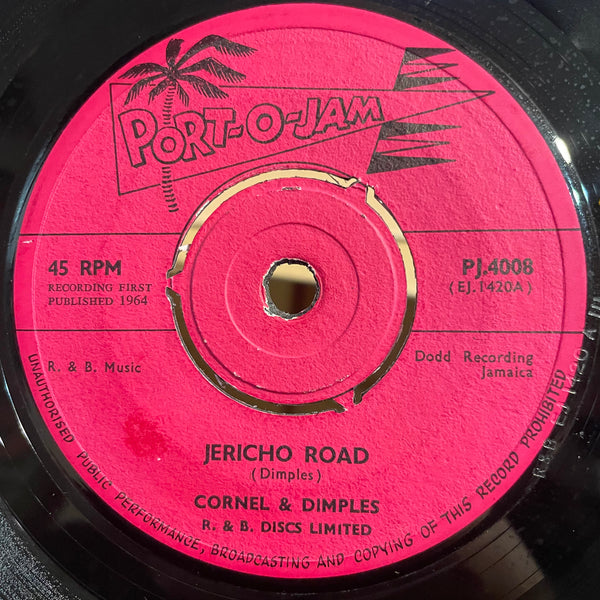 PORT-O-JAM
45 RPM
RECORDING FIRST
PUBLISHED 1964
PJ.4008
(EJ.1420A)
R. & B. Music
Dodd Recording
Jamaica
JERICHO ROAD
(Dimples)
CORNEL & DIMPLES
R. & B. DISCS LIMITED
UNAUTHORISED PUBLIC PERFORMANCE, BROADCASTING AND COPYING OF THIS RECORD PROHIBITED